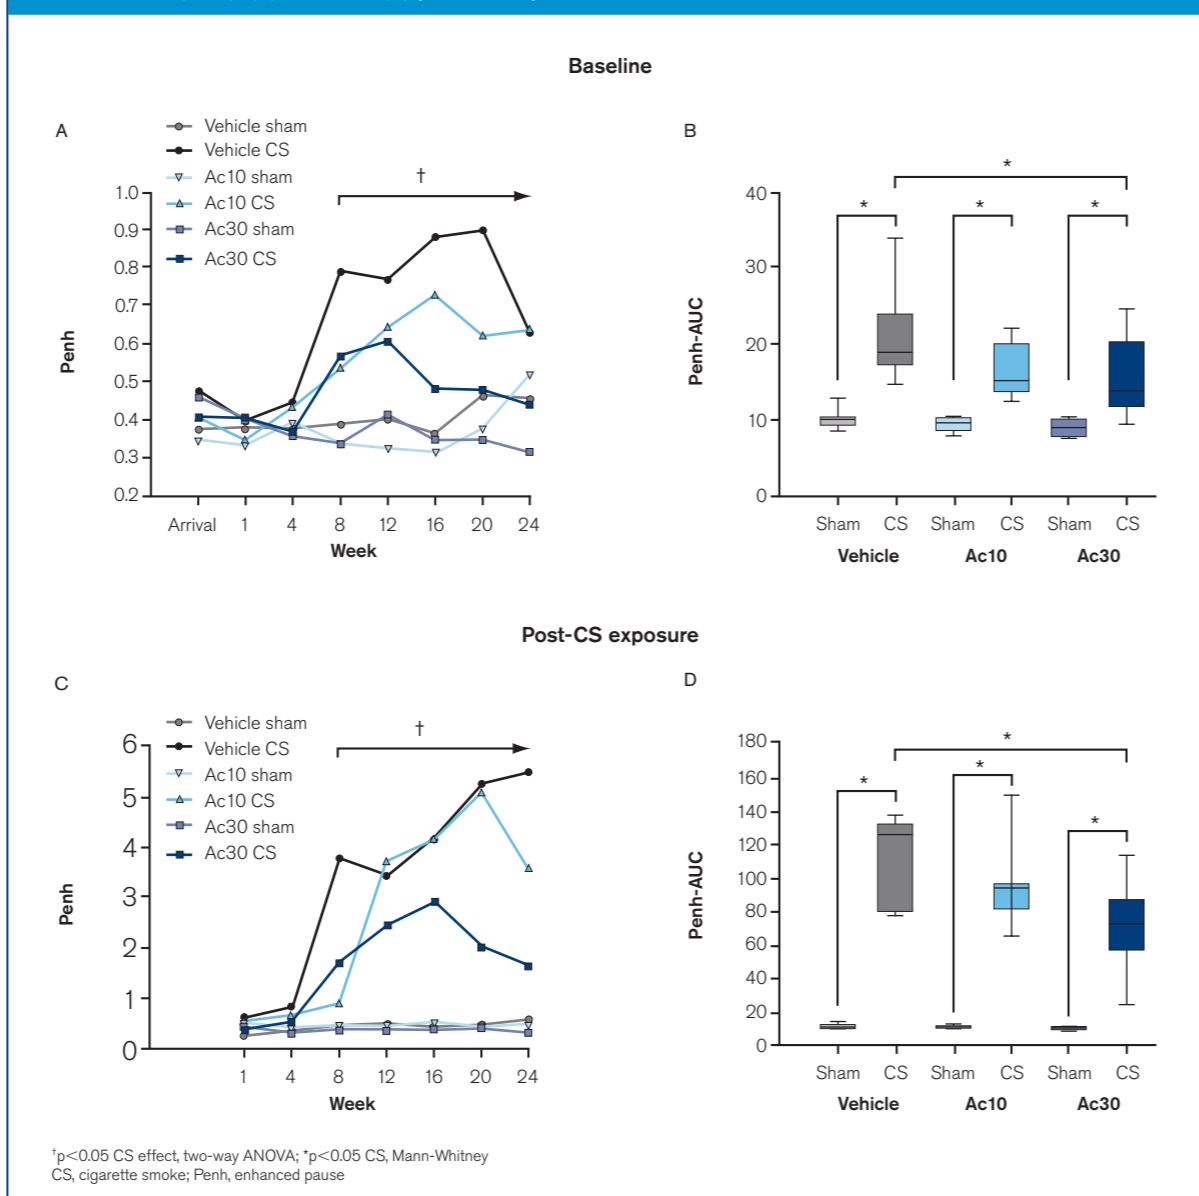 Baseline
A
Vehicle sham
Vehicle CS
Ac10 sham
Ac10 CS
Ac30 sham
Ac30 CS
†
1.0
0.9
0.8
0.7
0.6
0.5
0.4
0.3
0.2
Penh
Arrival 1 4 8 12 16 20 24
Week
B
*
* * *
40
30
20
10
0
Penh-AUC
Sham CS Sham CS Sham CS
Vehicle Ac10 Ac30
Post-CS exposure
C
Vehicle sham
Vehicle CS
Ac10 sham
Ac10 CS
Ac30 sham
Ac30 CS
†
6
5
4
3
2
1
0
Penh
1 4 8 12 16 20 24
Week
D
*
*
*
*
180
160
140
120
100
80
60
40
20
0
Penh-AUC
Sham CS Sham CS Sham CS
Vehicle Ac10 Ac30
†p<0.05 CS effect, two-way ANOVA; *p<0.05 CS, Mann-Whitney
CS, cigarette smoke; Penh, enhanced pause